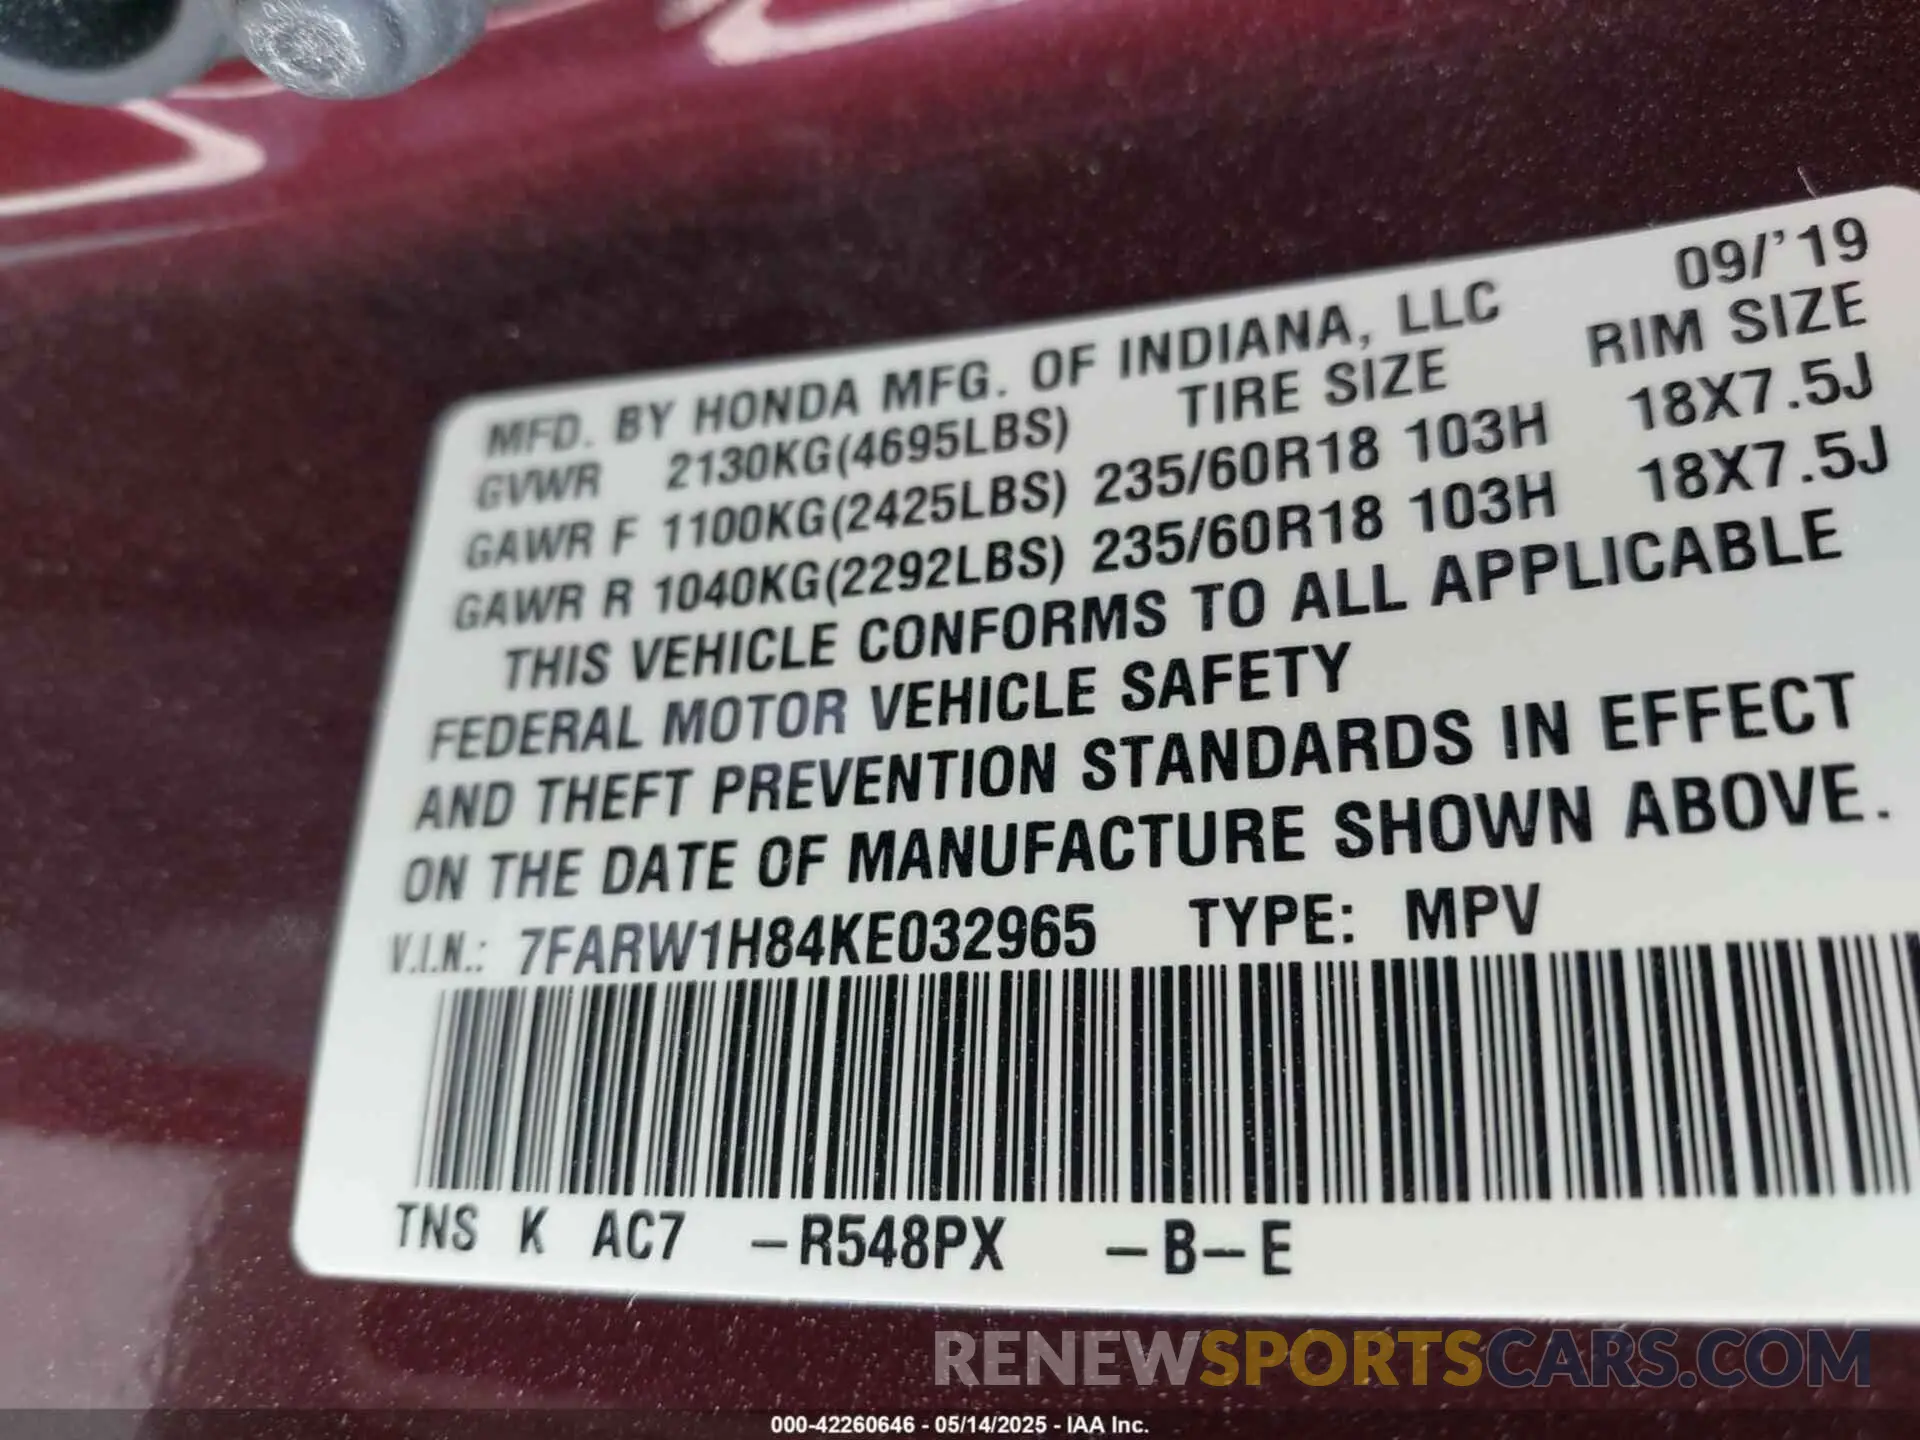 MFD. BY HONDA MFG. OF INDIANA, LLC 09/'19
GVWR 2130KG(4695LBS) TIRE SIZE RIM SIZE
GAWR F 1100KG(2425LBS) 235/60R18 103H 18X7.5J
GAWR R 1040KG(2292LBS) 235/60R18 103H 18X7.5J
THIS VEHICLE CONFORMS TO ALL APPLICABLE
FEDERAL MOTOR VEHICLE SAFETY
AND THEFT PREVENTION STANDARDS IN EFFECT
ON THE DATE OF MANUFACTURE SHOWN ABOVE.
V.I.N.: 7FARW1H84KE032965 TYPE: MPV
TNS K AC7 –R548PX –B–E
RENEWSPORTSCARS.COM
000-42260646 - 05/14/2025 - IAA Inc.